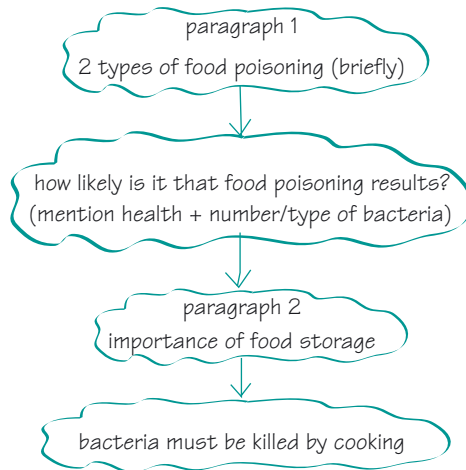 paragraph 1
2 types of food poisoning (briefly)
how likely is it that food poisoning results?
(mention health + number/type of bacteria)
paragraph 2
importance of food storage
bacteria must be killed by cooking